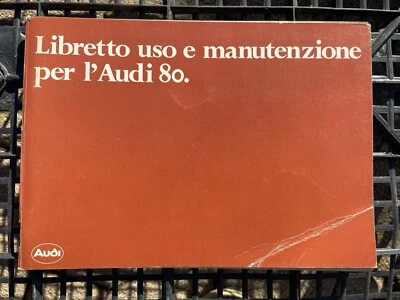 Libretto uso e manutenzione
per l'Audi 80.
Audi